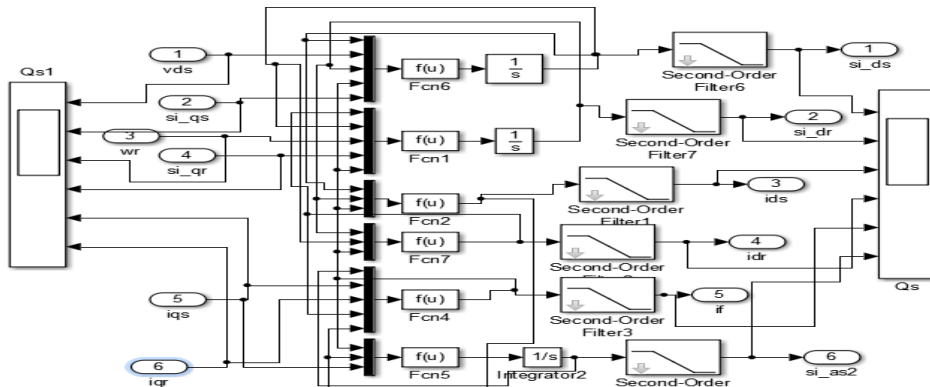 Qs1
1
vds
2
si_qs
3
wr
4
si_qr
5
iqs
6
iqr
f(u)
Fcn6
1
s
f(u)
Fcn1
1
s
f(u)
Fcn2
f(u)
Fcn7
f(u)
Fcn4
f(u)
Fcn5
1/s
Integrator2
Second-Order
Filter6
Second-Order
Filter7
Second-Order
Filter1
Second-Order
Second-Order
Filter3
Second-Order
1
si_ds
2
si_dr
3
ids
4
idr
5
if
6
si_as2
Qs